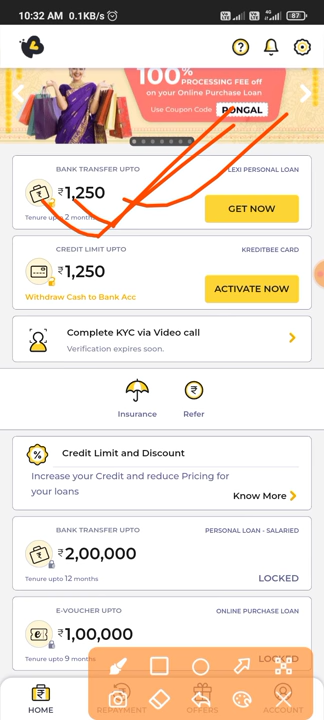 10:32 AM 0.1KB/s
4G 87
100% PROCESSING FEE off
on your Online Purchase Loan
Use Coupon Code PONGAL
BANK TRANSFER UPTO LEXI PERSONAL LOAN
₹1,250
GET NOW
Tenure upto 2 months
CREDIT LIMIT UPTO KREDITBEE CARD
₹1,250
Withdraw Cash to Bank Acc ACTIVATE NOW
Complete KYC via Video call
Verification expires soon.
Insurance Refer
Credit Limit and Discount
Increase your Credit and reduce Pricing for
your loans
Know More
BANK TRANSFER UPTO PERSONAL LOAN - SALARIED
₹2,00,000
Tenure upto 12 months LOCKED
E-VOUCHER UPTO ONLINE PURCHASE LOAN
₹1,00,000
Tenure upto 9 months LOCKED
HOME REPAYMENT OFFERS ACCOUNT